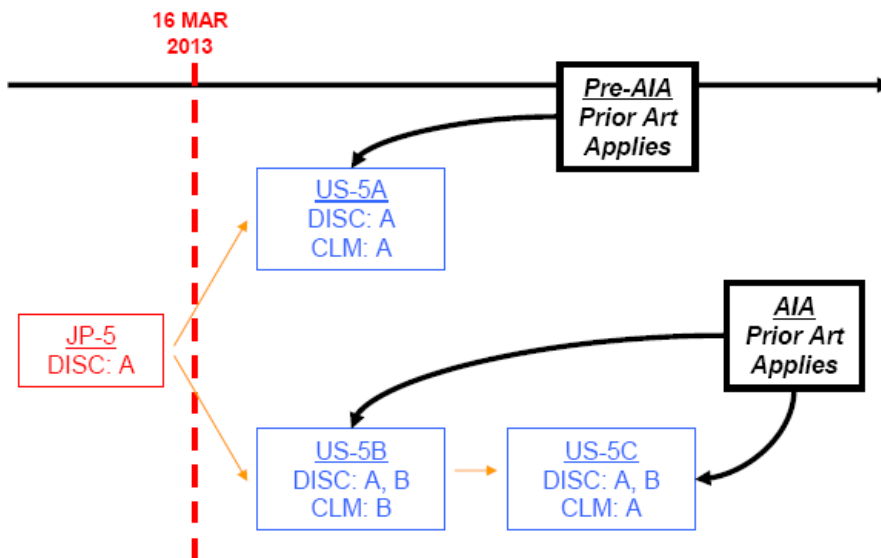 16 MAR
2013
Pre-AIA
Prior Art
Applies
US-5A
DISC: A
CLM: A
JP-5
DISC: A
AIA
Prior Art
Applies
US-5B
DISC: A, B
CLM: B
US-5C
DISC: A, B
CLM: A